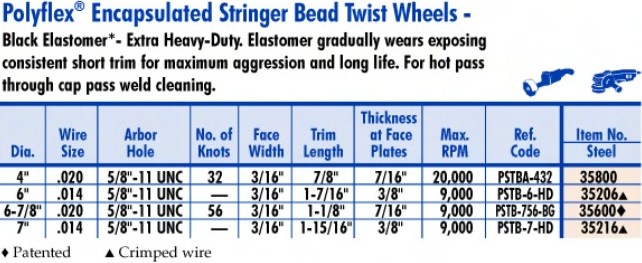 Polyflex® Encapsulated Stringer Bead Twist Wheels -
Black Elastomer*- Extra Heavy-Duty. Elastomer gradually wears exposing
consistent short trim for maximum aggression and long life. For hot pass
through cap pass weld cleaning.
Dia. Wire Size Arbor Hole No. of Knots Face Width Trim Length Thickness at Face Plates Max. RPM Ref. Code Item No. Steel
4" .020 5/8"-11 UNC 32 3/16" 7/8" 7/16" 20,000 PSTBA-432 35800
6" .014 5/8"-11 UNC — 3/16" 1-7/16" 3/8" 9,000 PSTB-6-HD 35206▲
6-7/8" .020 5/8"-11 UNC 56 3/16" 1-1/8" 7/16" 9,000 PSTB-756-BG 35600♦
7" .014 5/8"-11 UNC — 3/16" 1-15/16" 3/8" 9,000 PSTB-7-HD 35216▲
♦ Patented ▲ Crimped wire